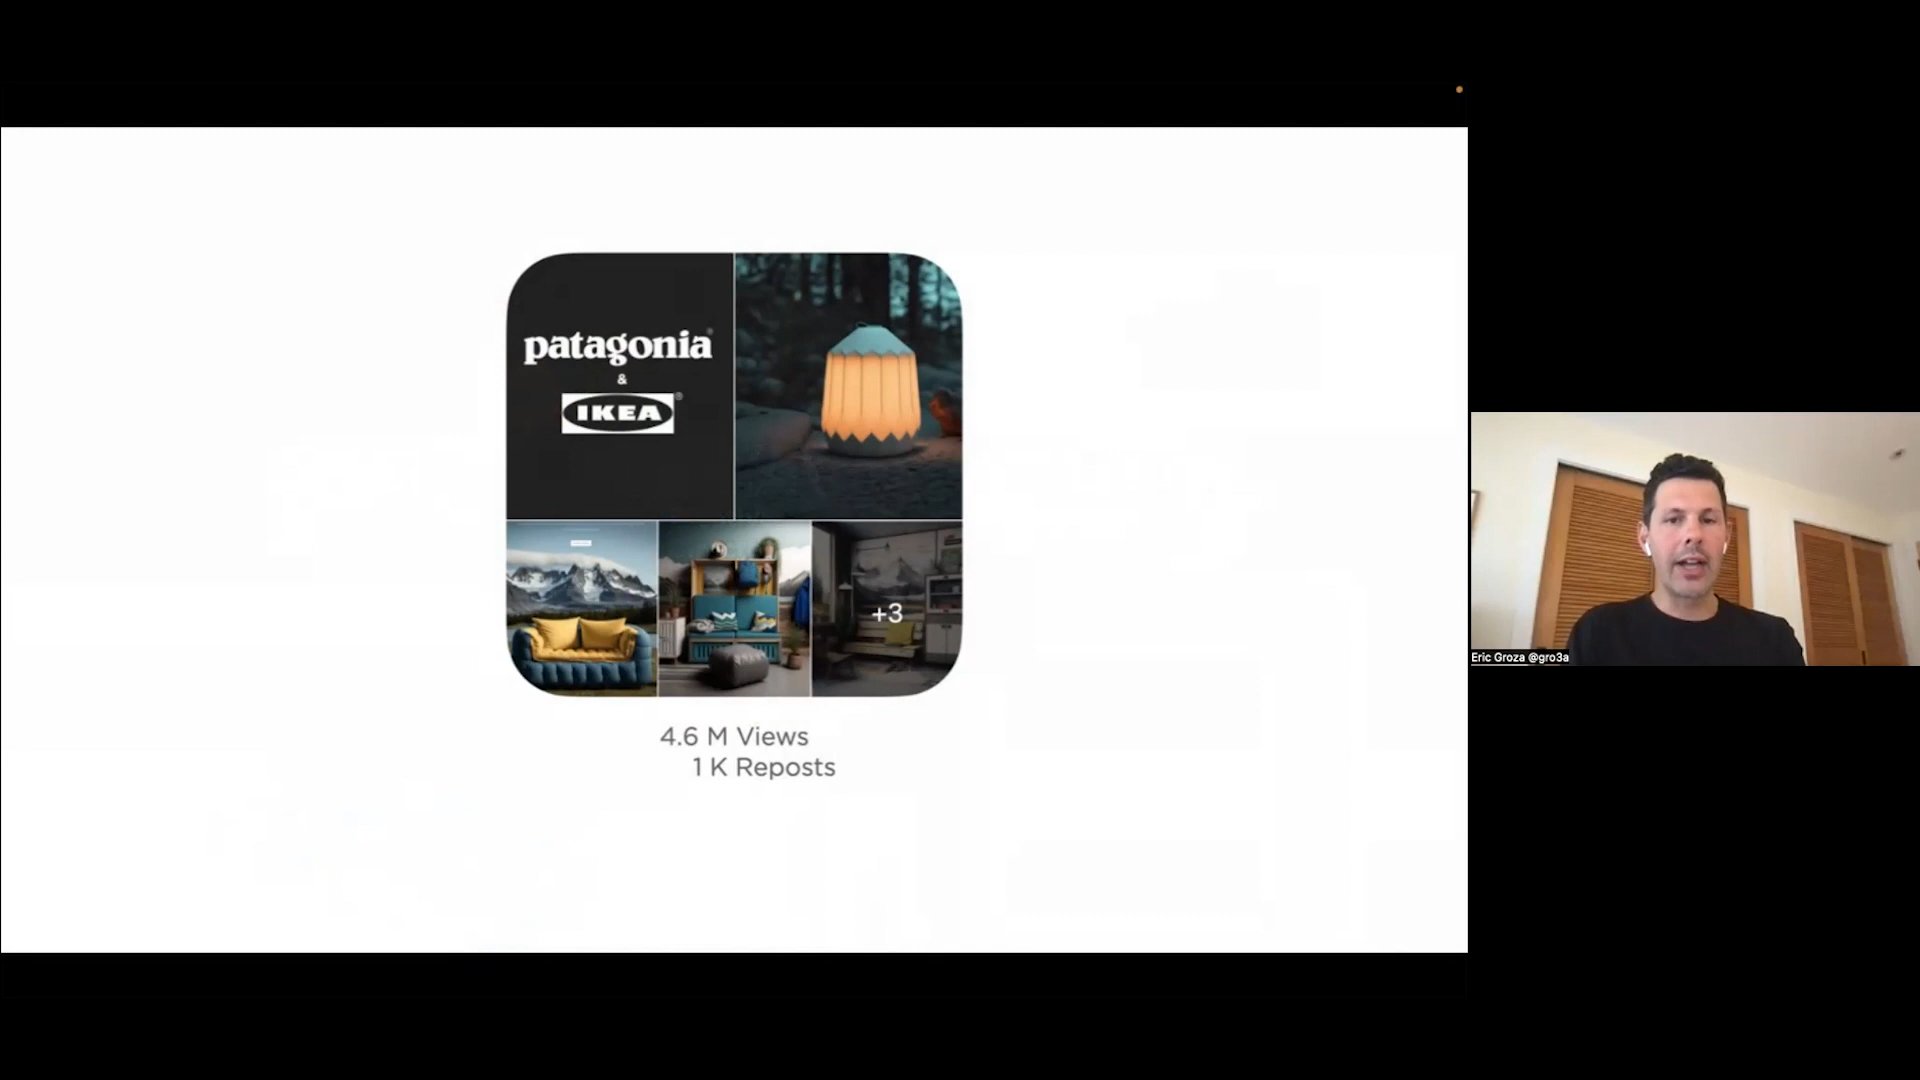 patagonia®
&
IKEA®
+3
4.6 M Views
1 K Reposts
Eric Groza @gro3a